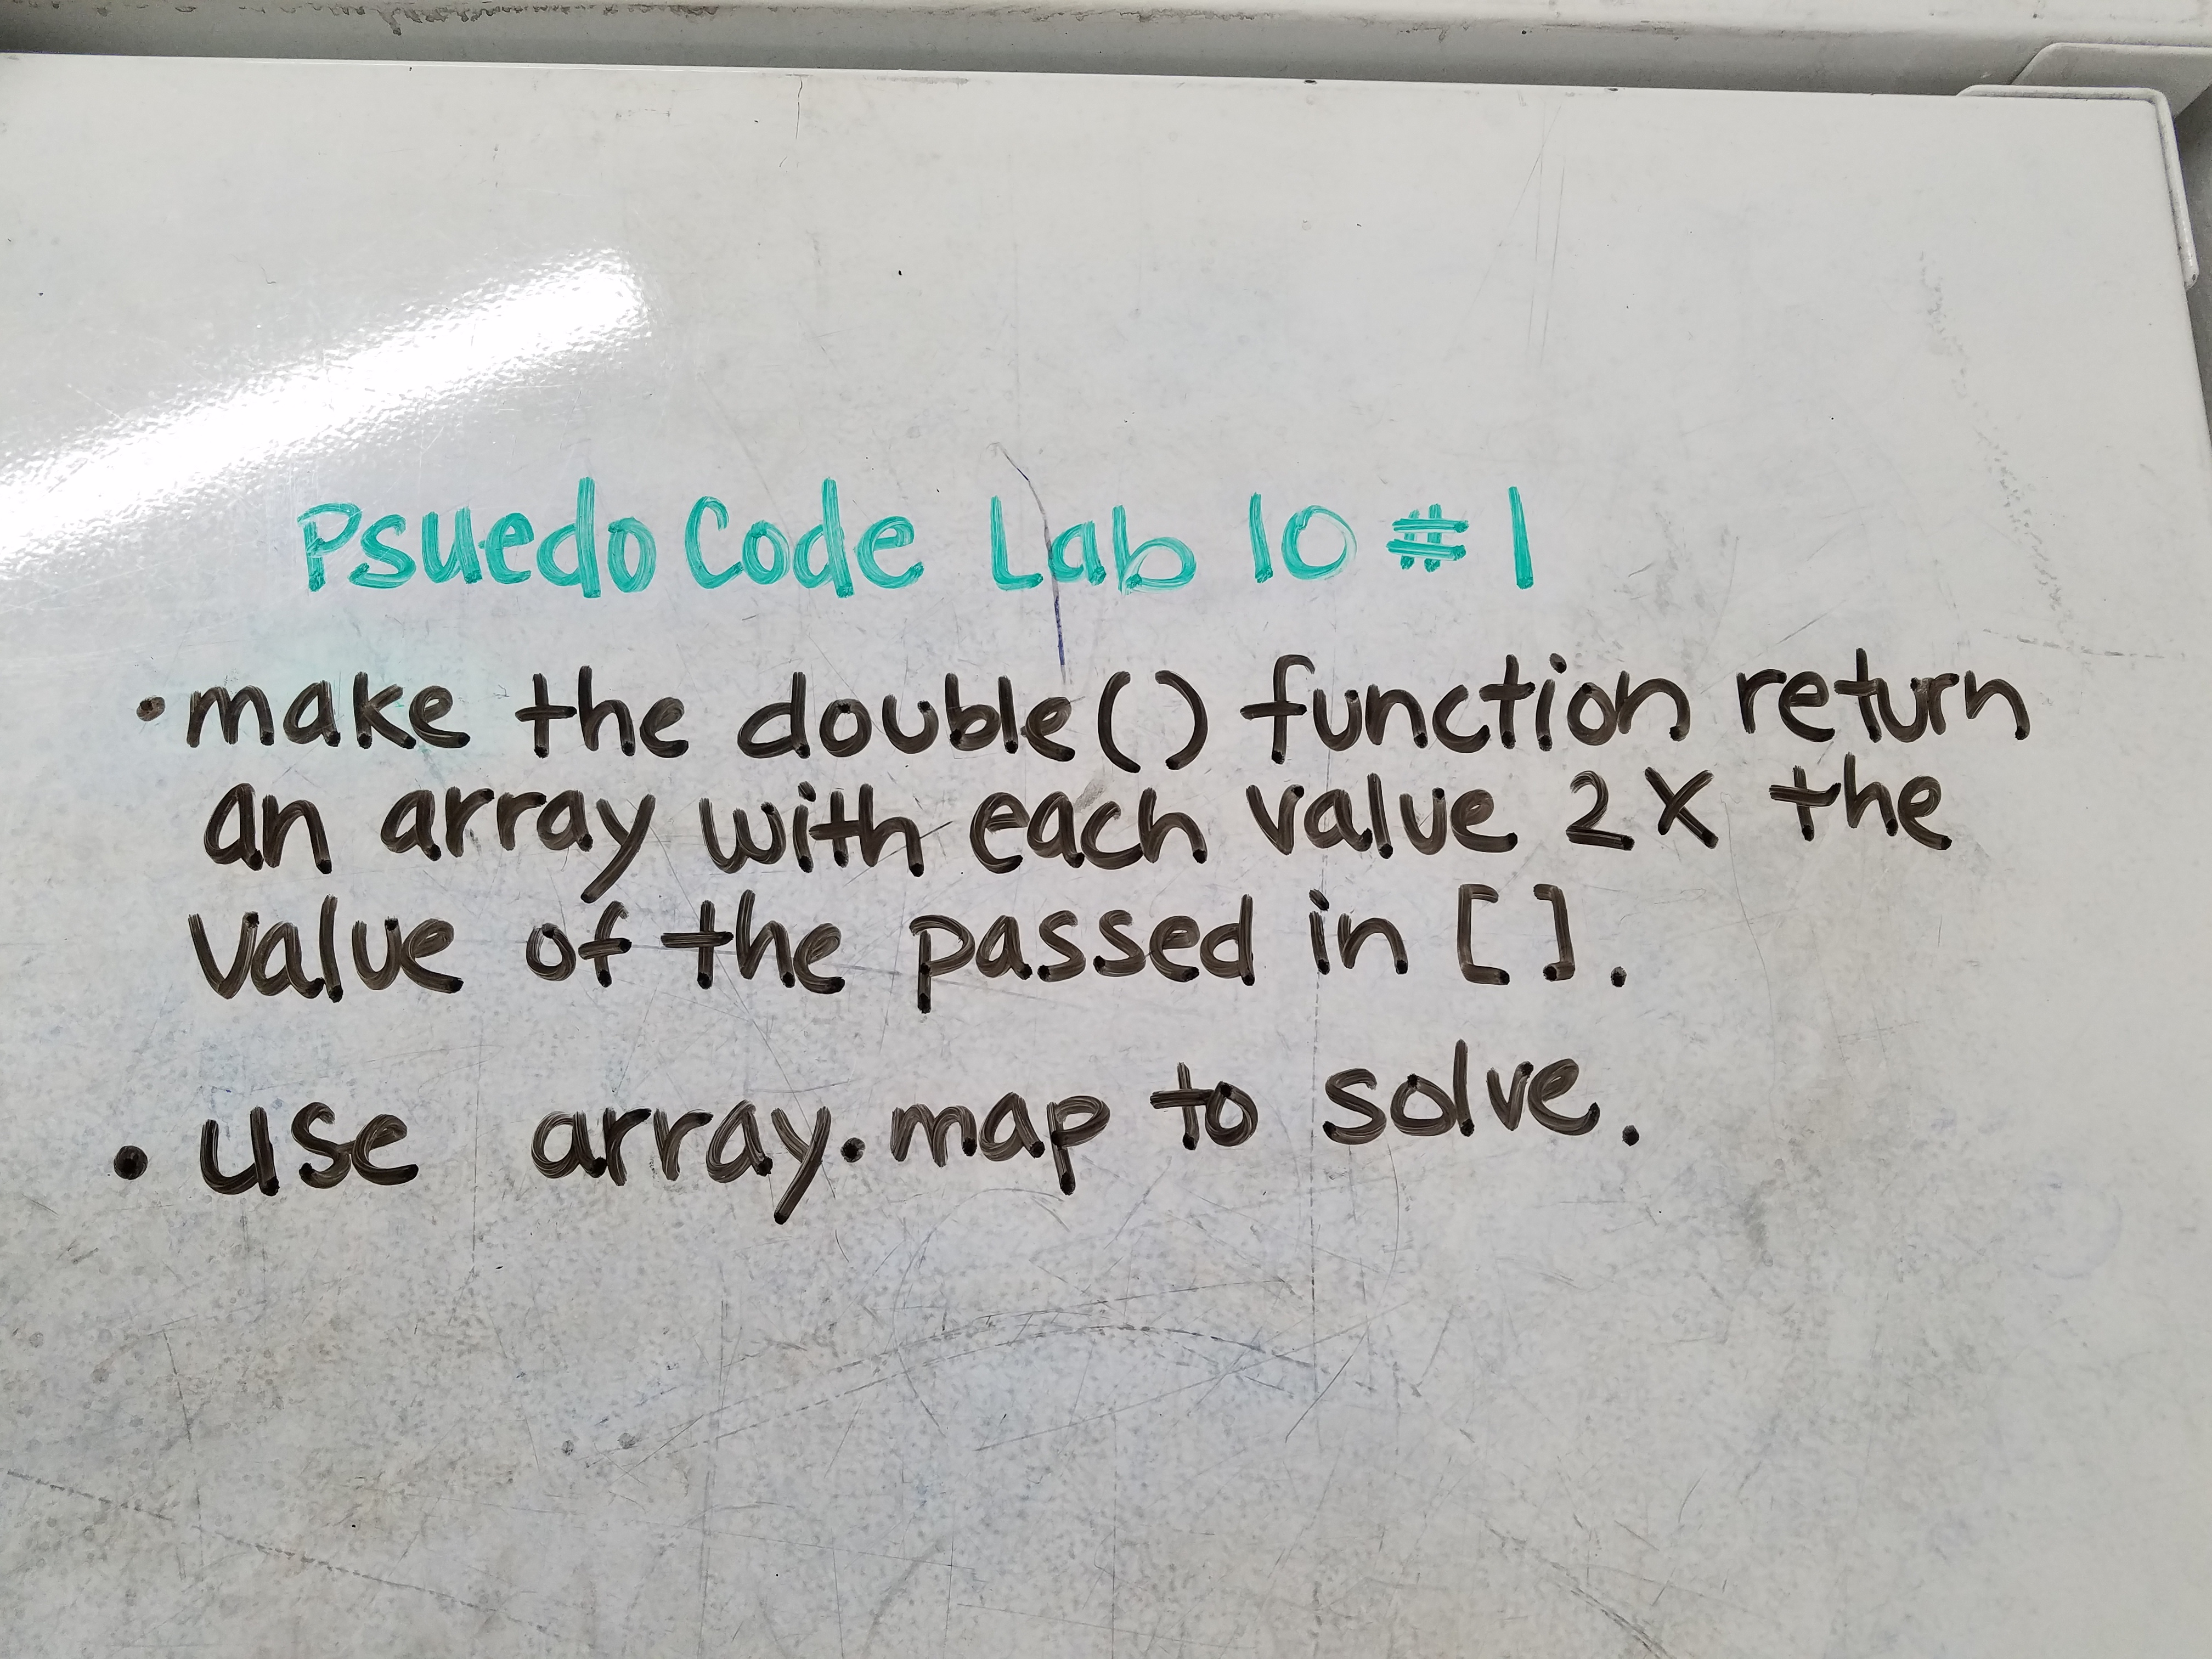 Psuedo Code Lab 10 #1
• make the double() function return
an array with each value 2X the
value of the passed in [].
• use array.map to solve.